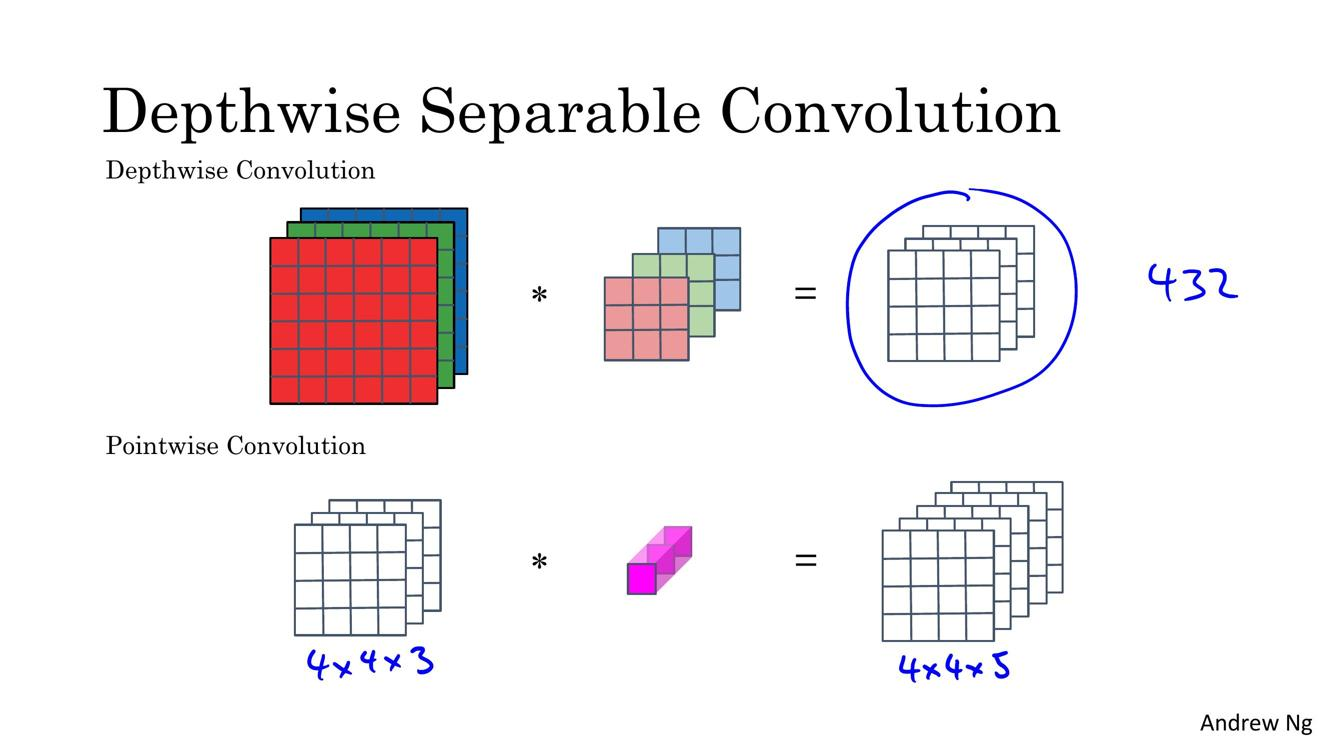 Depthwise Separable Convolution
Depthwise Convolution
* = 432
Pointwise Convolution
* =
4x4x3 4x4x5
Andrew Ng